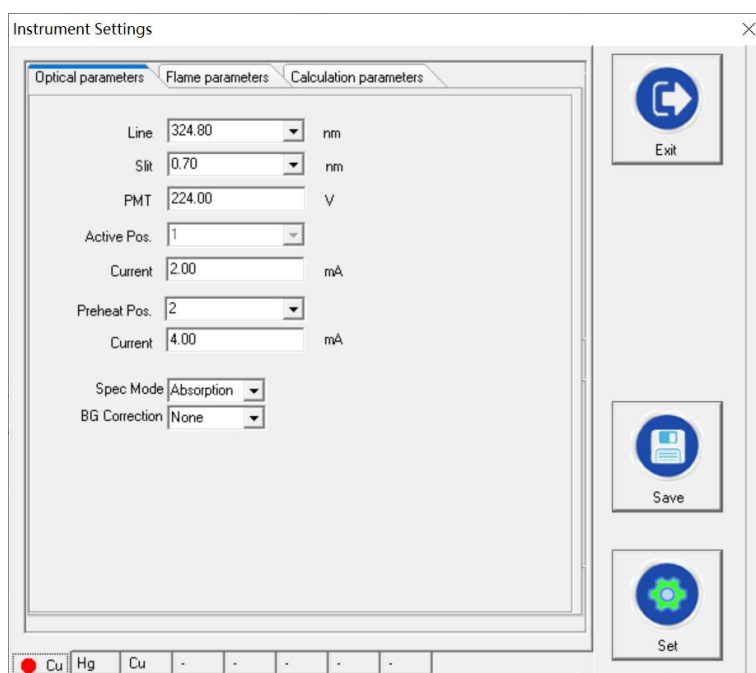 Instrument Settings
Optical parameters Flame parameters Calculation parameters
Line 324.80 nm
Slit 0.70 nm
PMT 224.00 V
Active Pos. 1
Current 2.00 mA
Preheat Pos. 2
Current 4.00 mA
Spec Mode Absorption
BG Correction None
Exit
Save
Set
Cu Hg Cu - - - - -